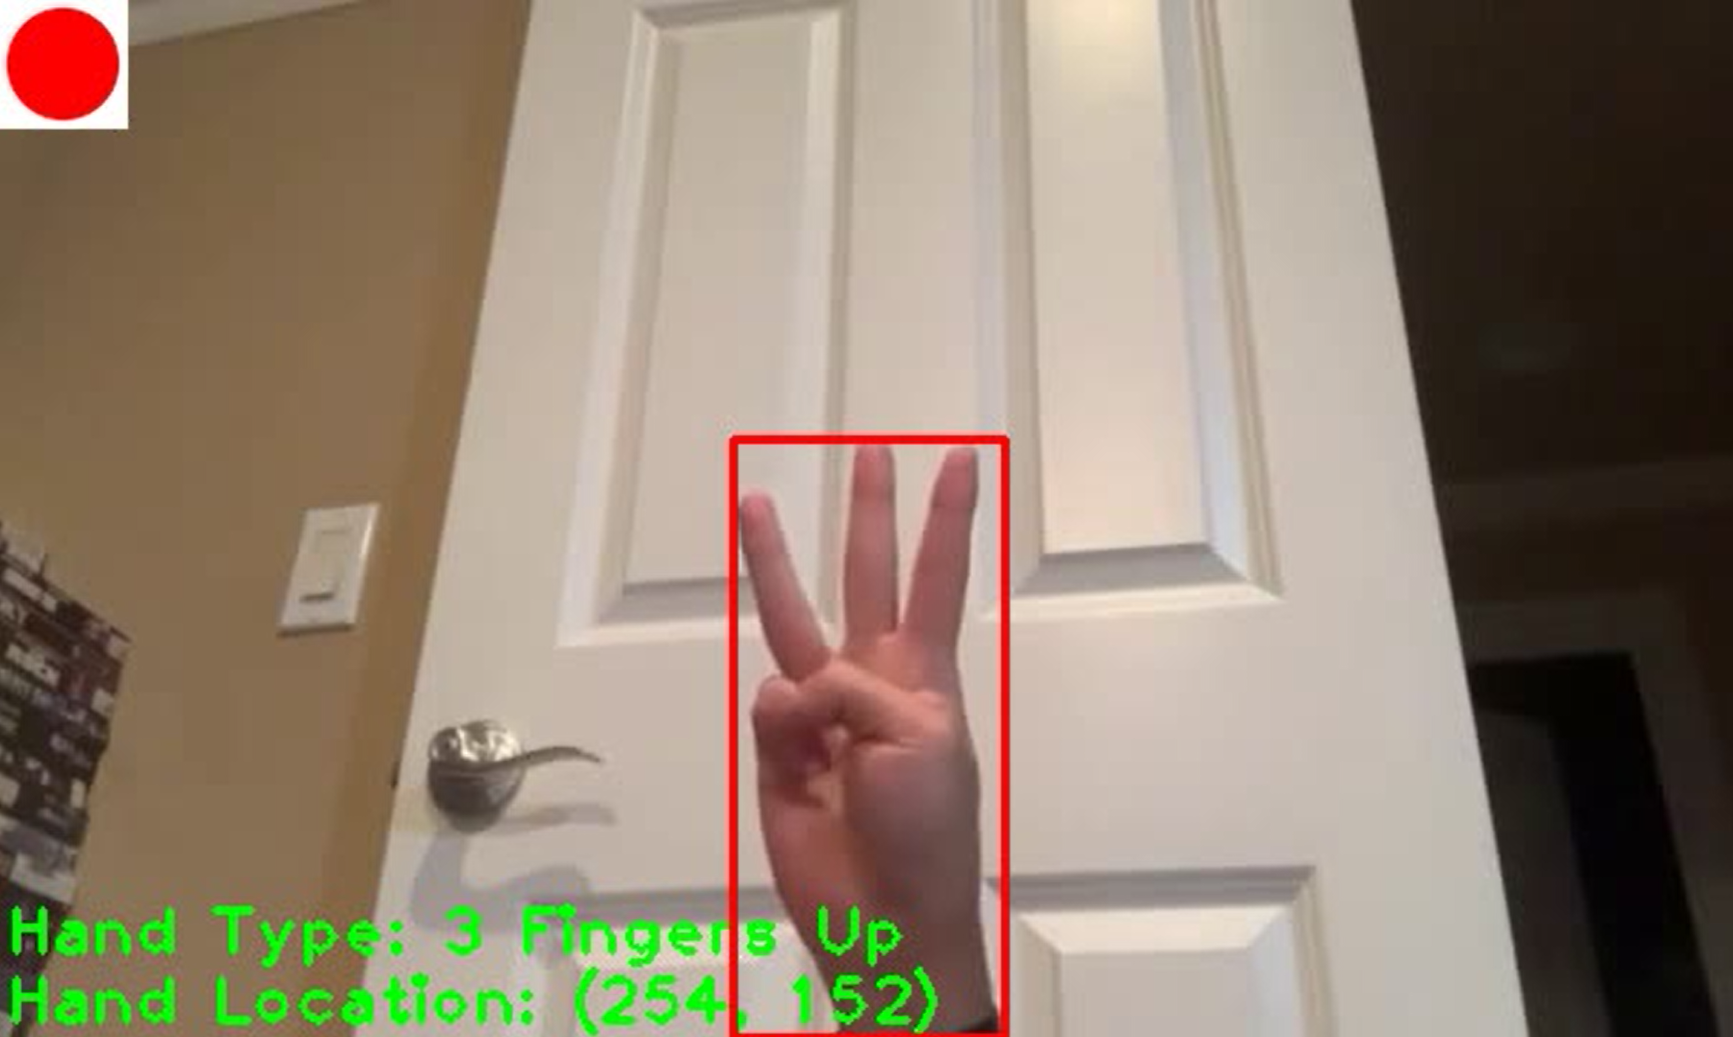 Hand Type: 3 Fingers Up
Hand Location: (254, 152)